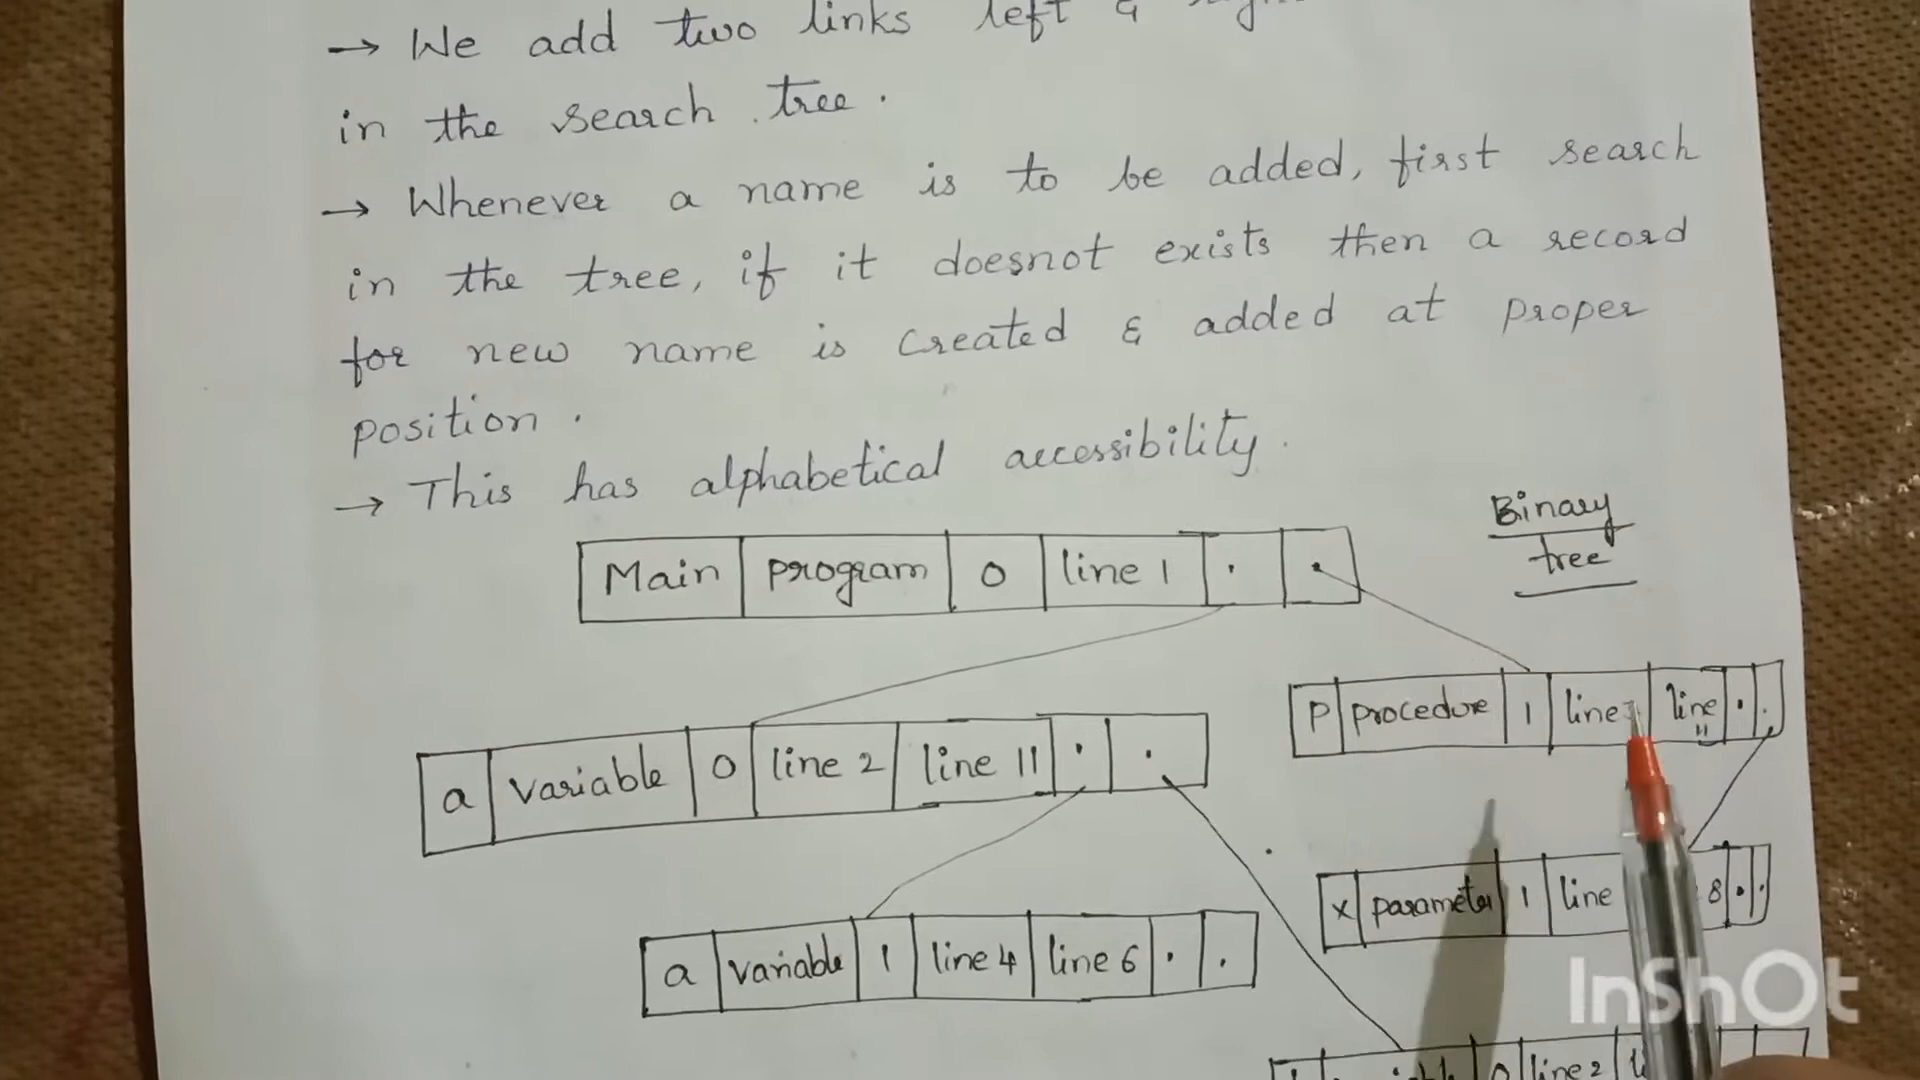 → We add two links left &
in the search tree.
→ Whenever a name is to be added, first search
in the tree, if it doesnot exists then a record
for new name is created & added at proper
position.
→ This has alphabetical accessibility.
Binary
tree
Main program 0 line 1 . .
P procedure 1 line line 11 . .
a variable 0 line 2 line 11 . .
x parameter 1 line 8 . .
a variable 1 line 4 line 6 . .
0 line 2
InShOt